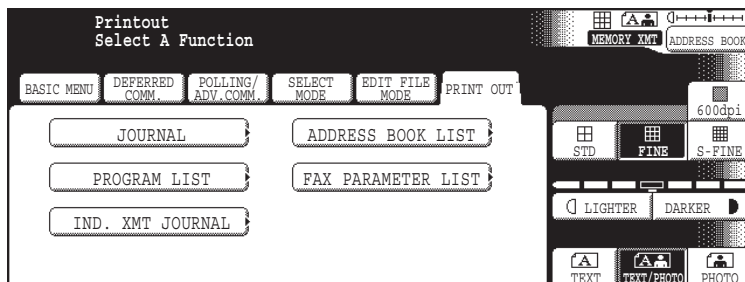 Printout
Select A Function
MEMORY XMT
ADDRESS BOOK
BASIC MENU
DEFERRED
COMM.
POLLING/
ADV.COMM.
SELECT
MODE
EDIT FILE
MODE
PRINT OUT
600dpi
JOURNAL
ADDRESS BOOK LIST
STD
FINE
S-FINE
PROGRAM LIST
FAX PARAMETER LIST
LIGHTER
DARKER
IND. XMT JOURNAL
TEXT
TEXT/PHOTO
PHOTO